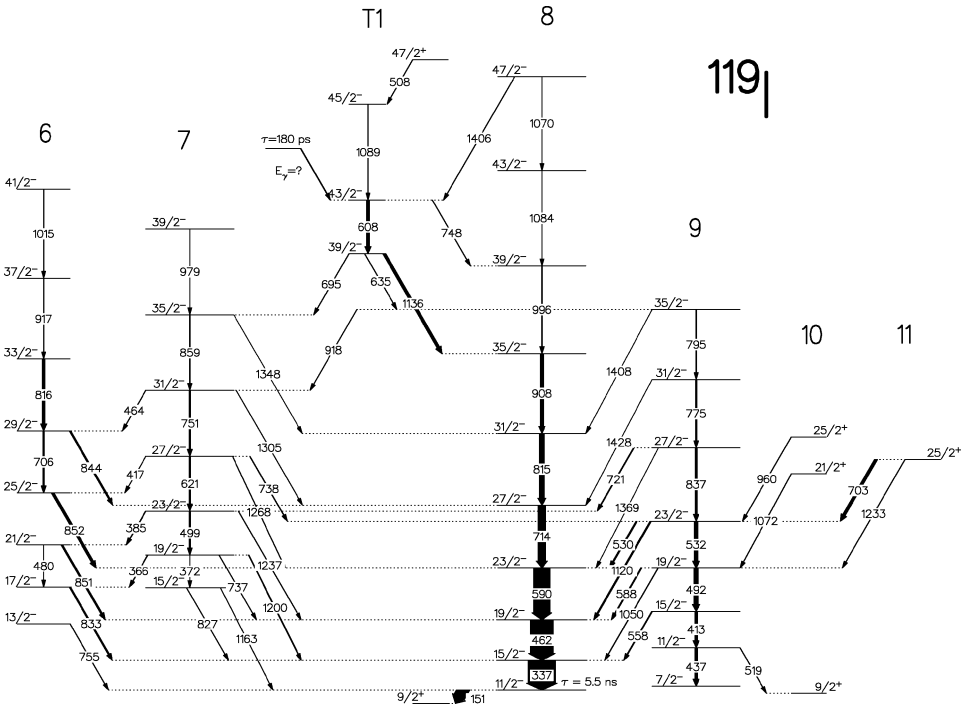 T1 8
47/2+
119I
47/2−
508
45/2−
6 7 τ=180 ps 1406 1070
1089
Eγ=?
43/2−
41/2− 43/2−
39/2− 608 748 1084 9
1015
39/2−
37/2− 979 695 635 39/2−
1136
35/2− 996 35/2− 10 11
917 859 918 795
33/2− 1348 35/2− 1408
816 31/2− 908 31/2−
464 775
29/2− 751 1305 31/2− 1428 27/2− 25/2+ 25/2+
706 844 27/2− 815 721 837 960 21/2+ 703
417 621 738 1369 1233
25/2− 1268 27/2− 1072
852 23/2− 714 23/2−
385 499 530 532
21/2− 19/2− 1237 23/2− 1120 19/2−
480 366 372 737 590 588 492
17/2− 851 15/2− 1200 1050 15/2−
833 827 1163 19/2− 558 413
13/2− 462 11/2−
755 15/2− 437 519
337 τ = 5.5 ns
11/2− 7/2− 9/2+
9/2+ 151